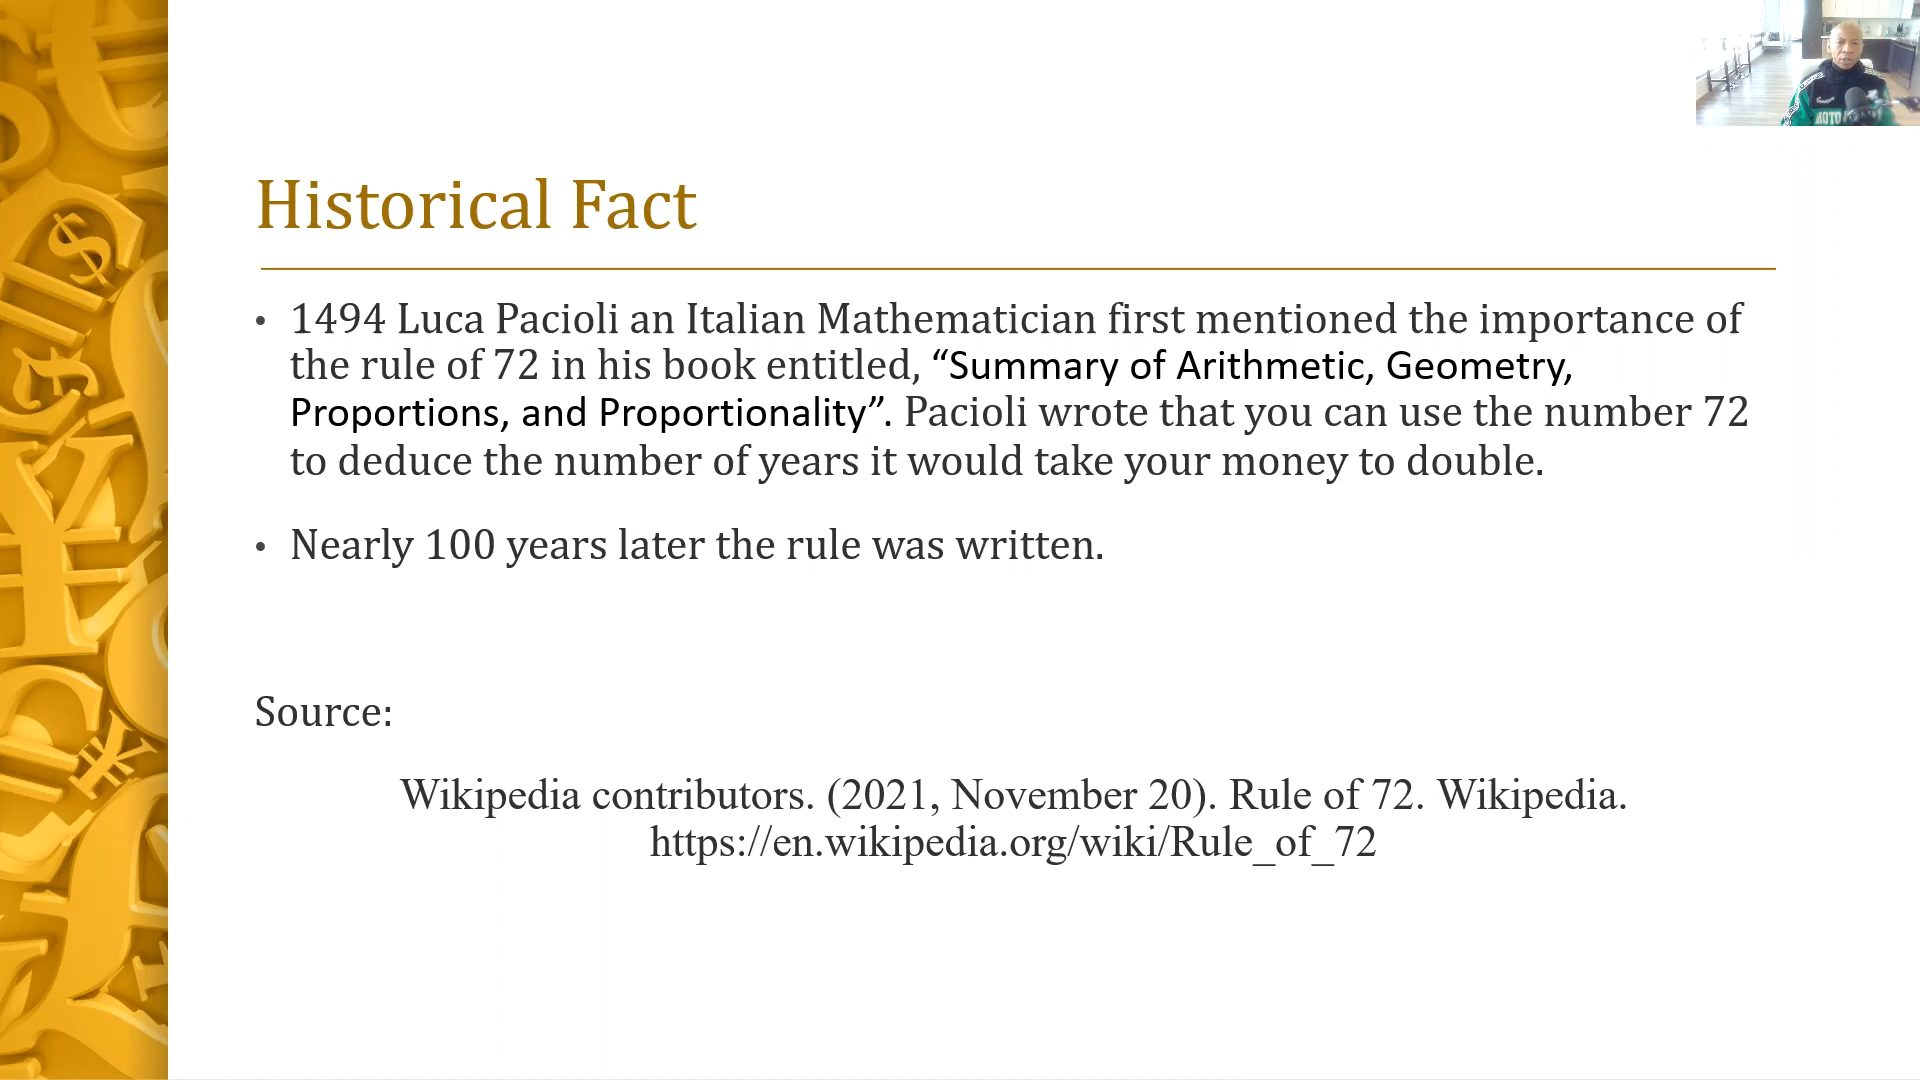 Historical Fact
• 1494 Luca Pacioli an Italian Mathematician first mentioned the importance of
the rule of 72 in his book entitled, “Summary of Arithmetic, Geometry,
Proportions, and Proportionality”. Pacioli wrote that you can use the number 72
to deduce the number of years it would take your money to double.
• Nearly 100 years later the rule was written.
Source:
Wikipedia contributors. (2021, November 20). Rule of 72. Wikipedia.
https://en.wikipedia.org/wiki/Rule_of_72